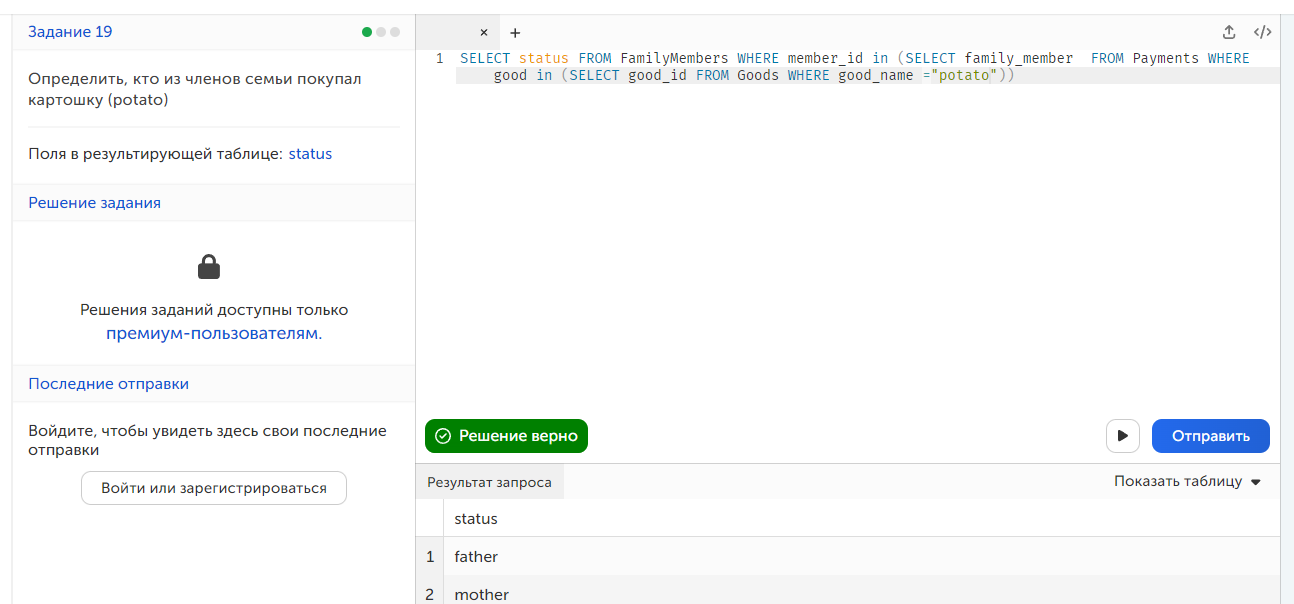 Задание 19
Определить, кто из членов семьи покупал
картошку (potato)
Поля в результирующей таблице: status
Решение задания
Решения заданий доступны только
премиум-пользователям.
Последние отправки
Войдите, чтобы увидеть здесь свои последние
отправки
Войти или зарегистрироваться
× +
</>
1 SELECT status FROM FamilyMembers WHERE member_id in (SELECT family_member  FROM Payments WHERE
good in (SELECT good_id FROM Goods WHERE good_name ="potato"))
Решение верно
Отправить
Результат запроса
Показать таблицу
status
1 father
2 mother